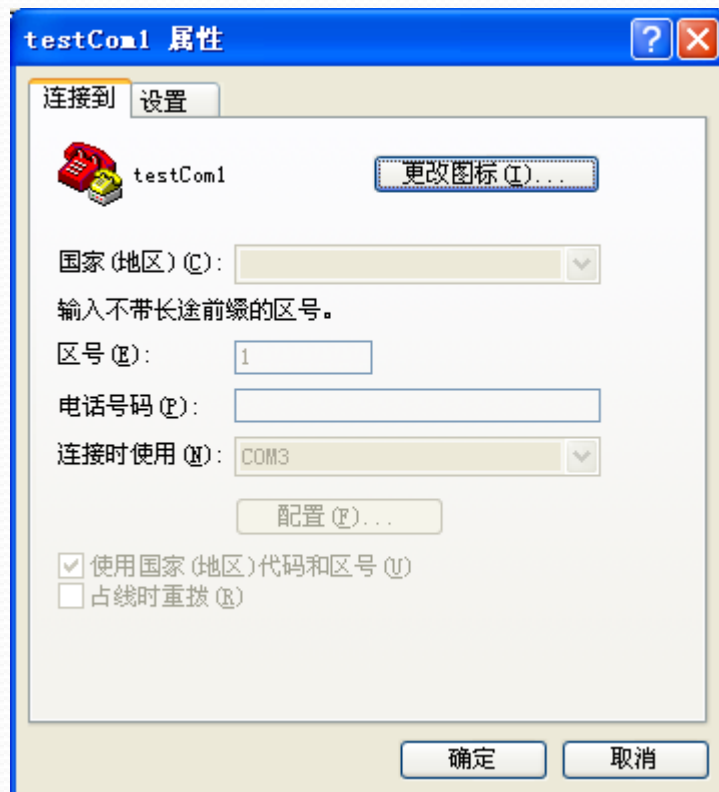 testCom1 属性
连接到 设置
testCom1 更改图标(I)...
国家(地区)(C):
输入不带长途前缀的区号。
区号(E): 1
电话号码(P):
连接时使用(N): COM3
配置(F)...
使用国家(地区)代码和区号(U)
占线时重拨(R)
确定 取消